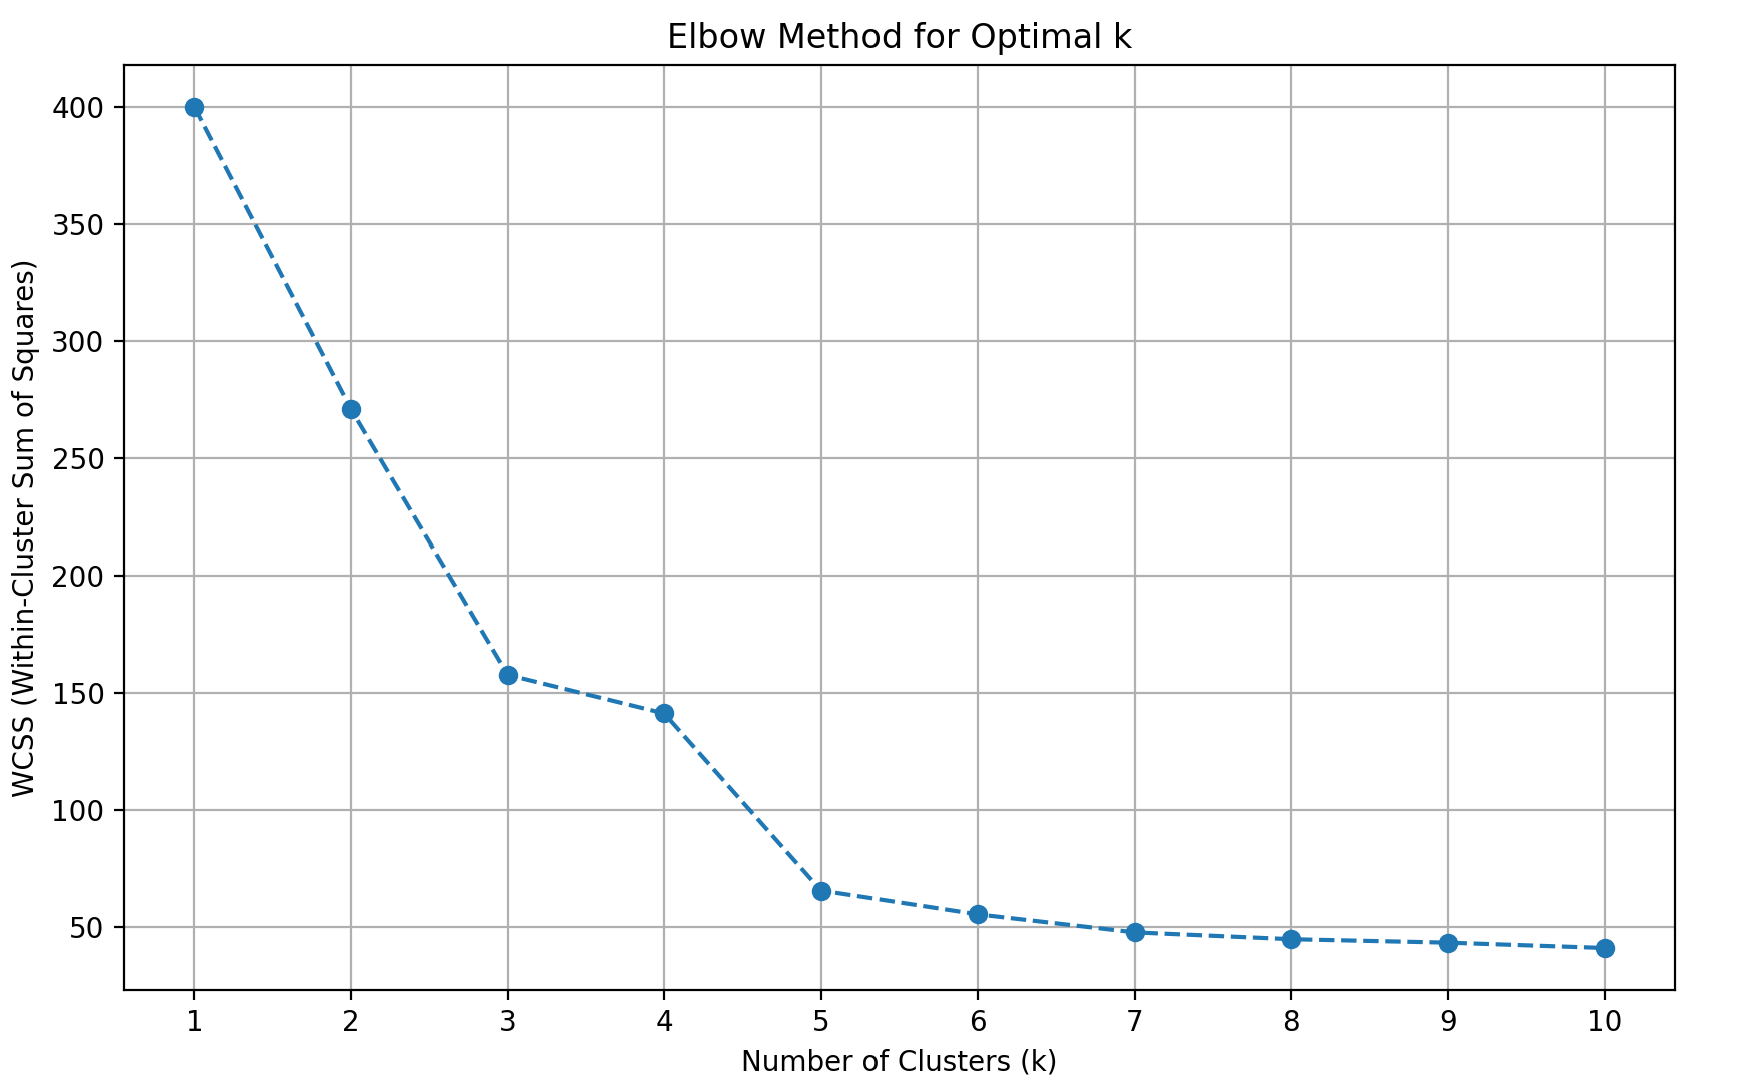 Elbow Method for Optimal k
WCSS (Within-Cluster Sum of Squares)
400
350
300
250
200
150
100
50
1 2 3 4 5 6 7 8 9 10
Number of Clusters (k)